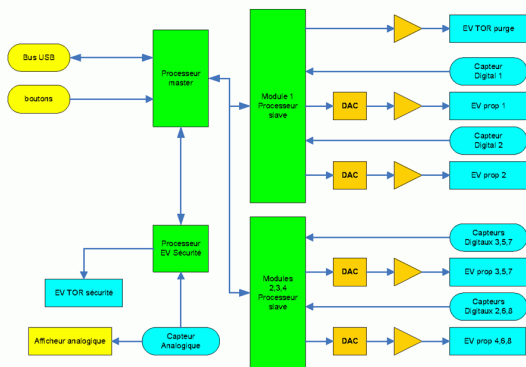 Bus USB
boutons
Processeur
master
Processeur
EV Sécurité
EV TOR sécurité
Afficheur analogique
Capteur
Analogique
Module 1
Processeur
slave
EV TOR purge
Capteur
Digital 1
DAC
EV prop 1
Capteur
Digital 2
DAC
EV prop 2
Modules
2,3,4
Processeur
slave
Capteurs
Digitaux 3,5,7
DAC
EV prop 3,5,7
Capteurs
Digitaux 2,6,8
DAC
EV prop 4,6,8